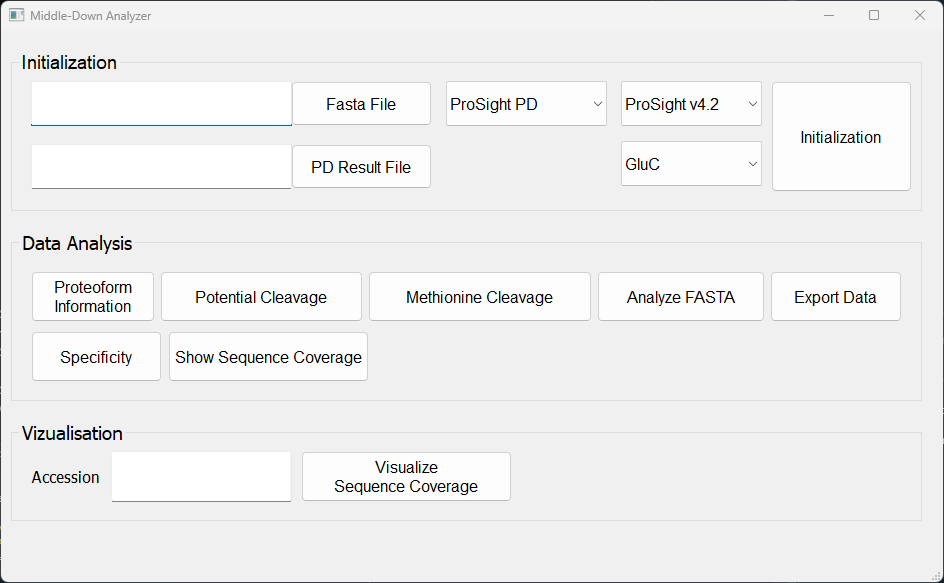 Middle-Down Analyzer
Initialization
Fasta File
ProSight PD
ProSight v4.2
Initialization
PD Result File
GluC
Data Analysis
Proteoform
Information
Potential Cleavage
Methionine Cleavage
Analyze FASTA
Export Data
Specificity
Show Sequence Coverage
Vizualisation
Accession
Visualize
Sequence Coverage